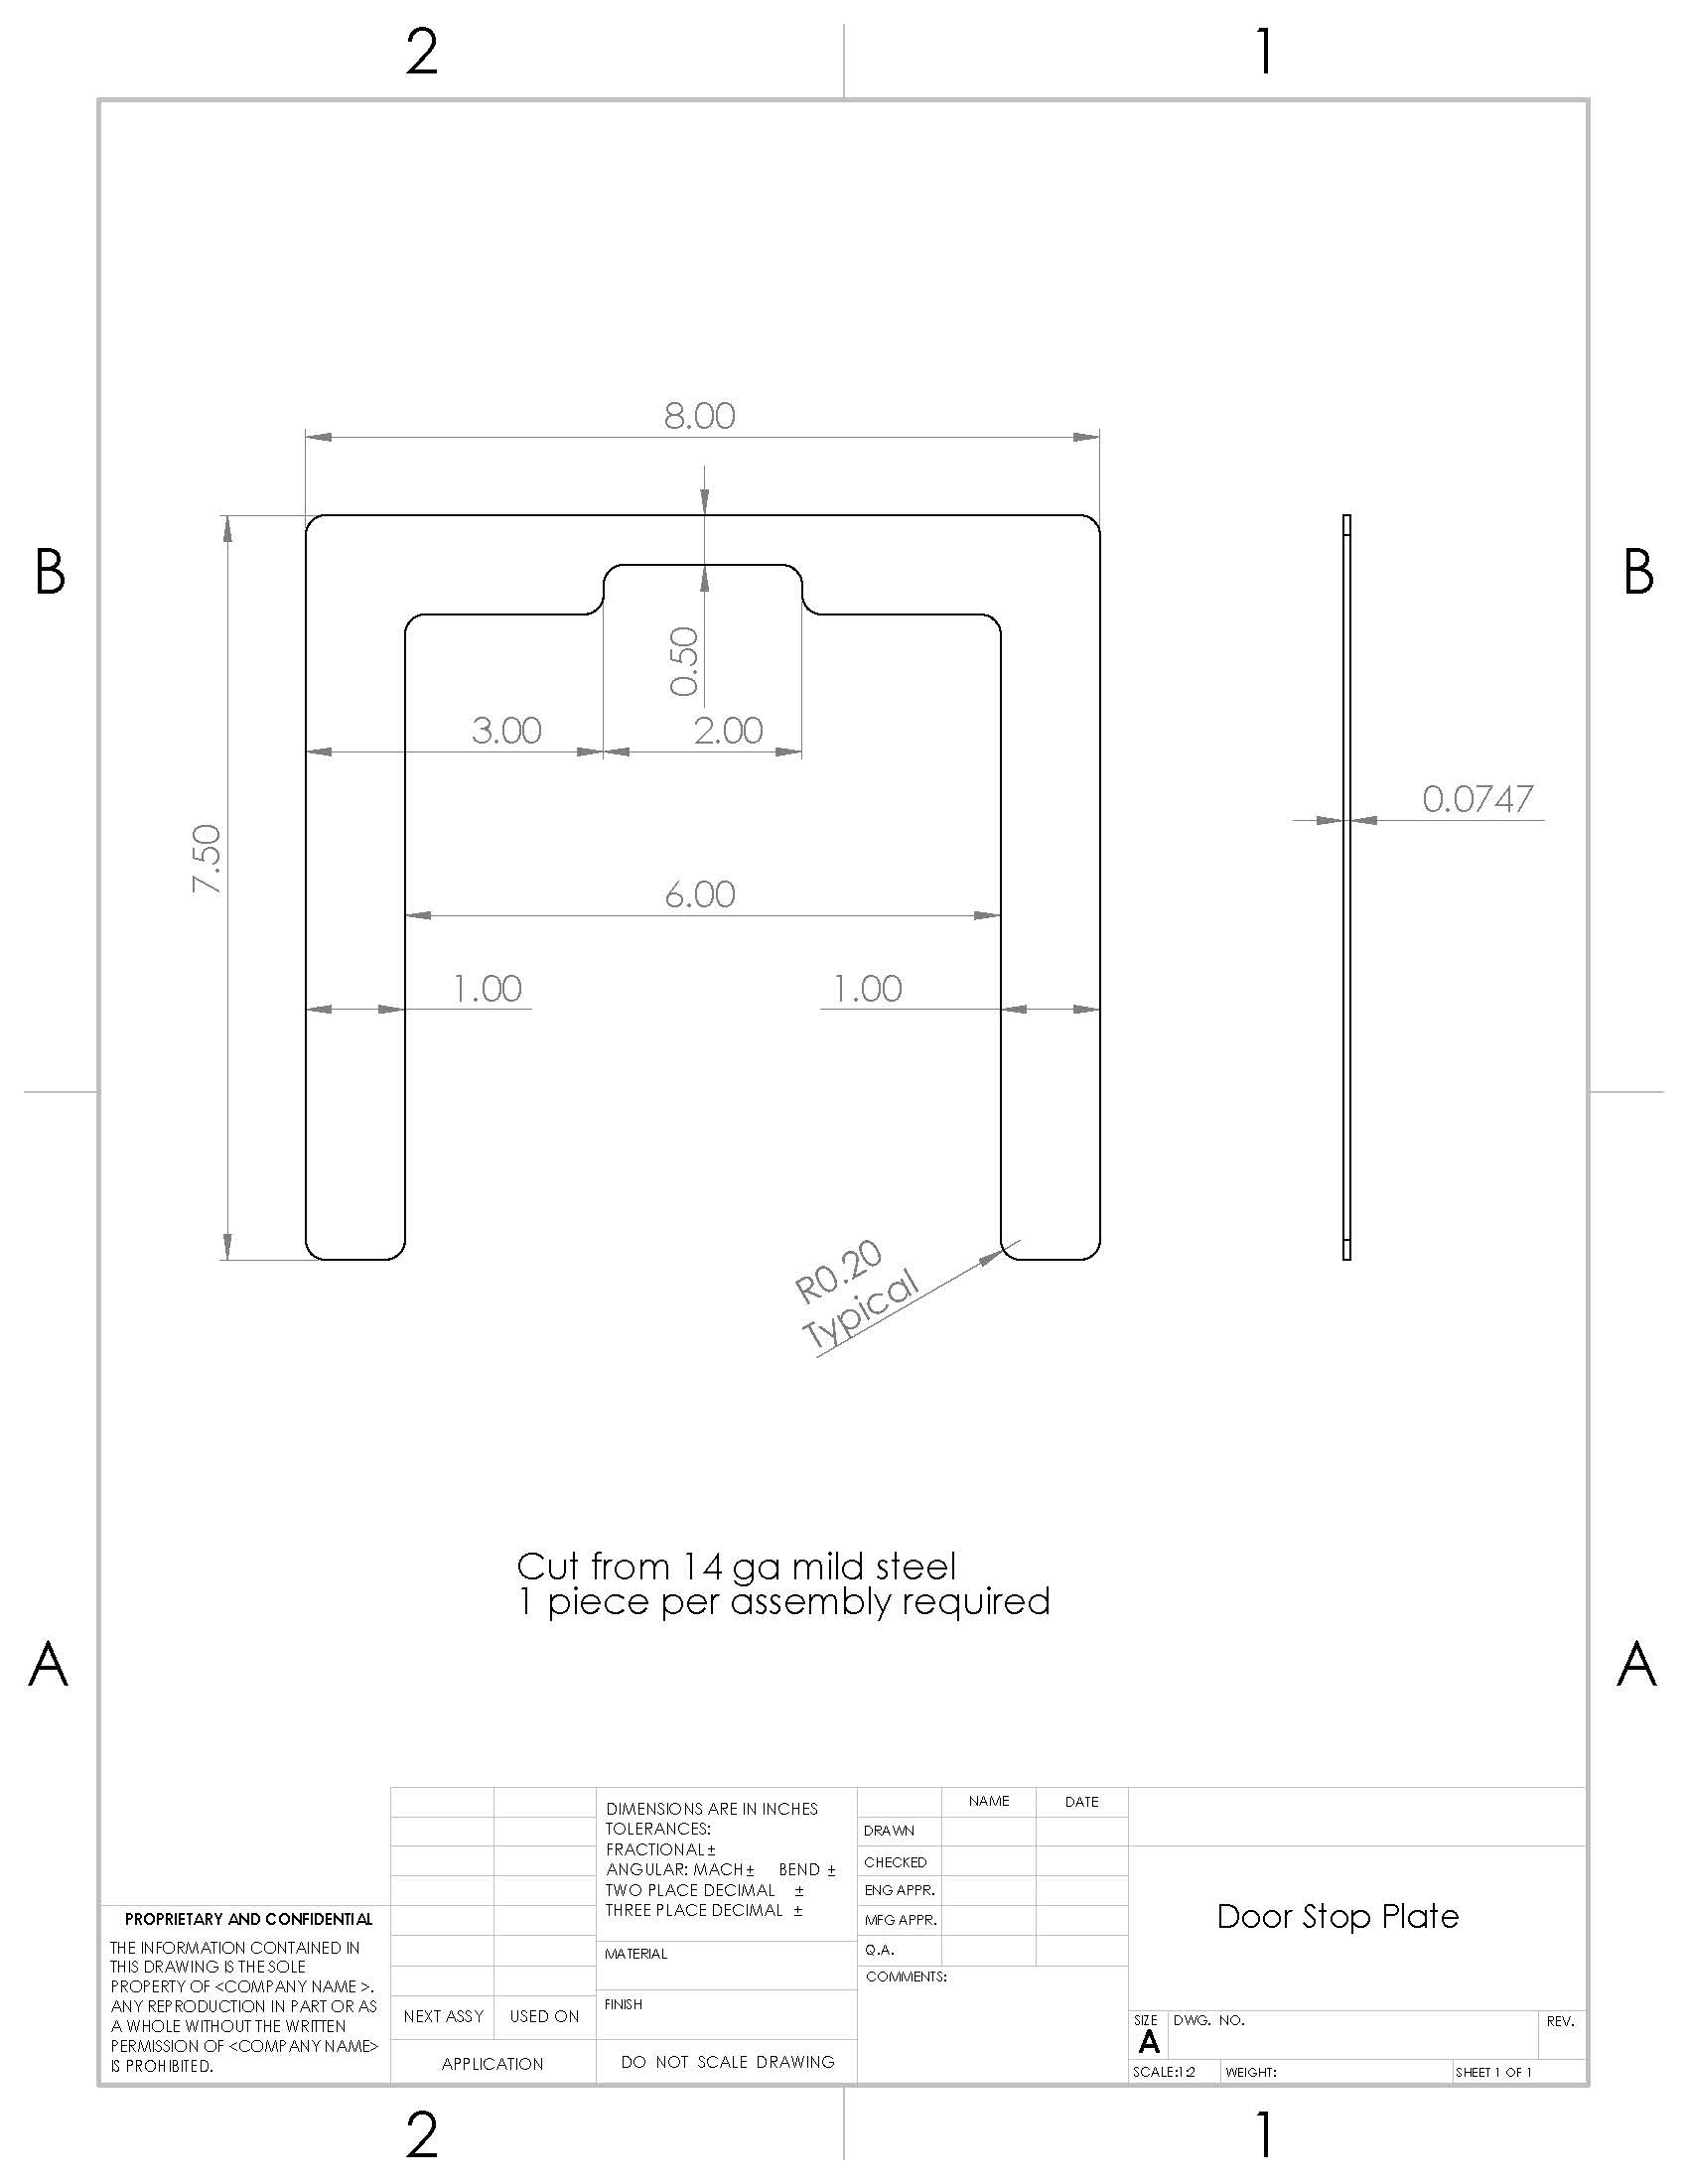 2 1
B B
8.00
0.50
3.00 2.00
7.50
0.0747
6.00
1.00 1.00
R0.20
Typical
Cut from 14 ga mild steel
1 piece per assembly required
A A
PROPRIETARY AND CONFIDENTIAL
THE INFORMATION CONTAINED IN
THIS DRAWING IS THE SOLE
PROPERTY OF <COMPANY NAME >.
ANY REPRODUCTION IN PART OR AS
A WHOLE WITHOUT THE WRITTEN
PERMISSION OF <COMPANY NAME>
IS PROHIBITED.
NEXT ASSY USED ON
APPLICATION
DIMENSIONS ARE IN INCHES
TOLERANCES:
FRACTIONAL ±
ANGULAR: MACH ± BEND ±
TWO PLACE DECIMAL ±
THREE PLACE DECIMAL ±
MATERIAL
FINISH
DO NOT SCALE DRAWING
NAME DATE
DRAWN
CHECKED
ENG APPR.
MFG APPR.
Q.A.
COMMENTS:
Door Stop Plate
SIZE DWG. NO. REV.
A
SCALE:1:2 WEIGHT: SHEET 1 OF 1
2 1